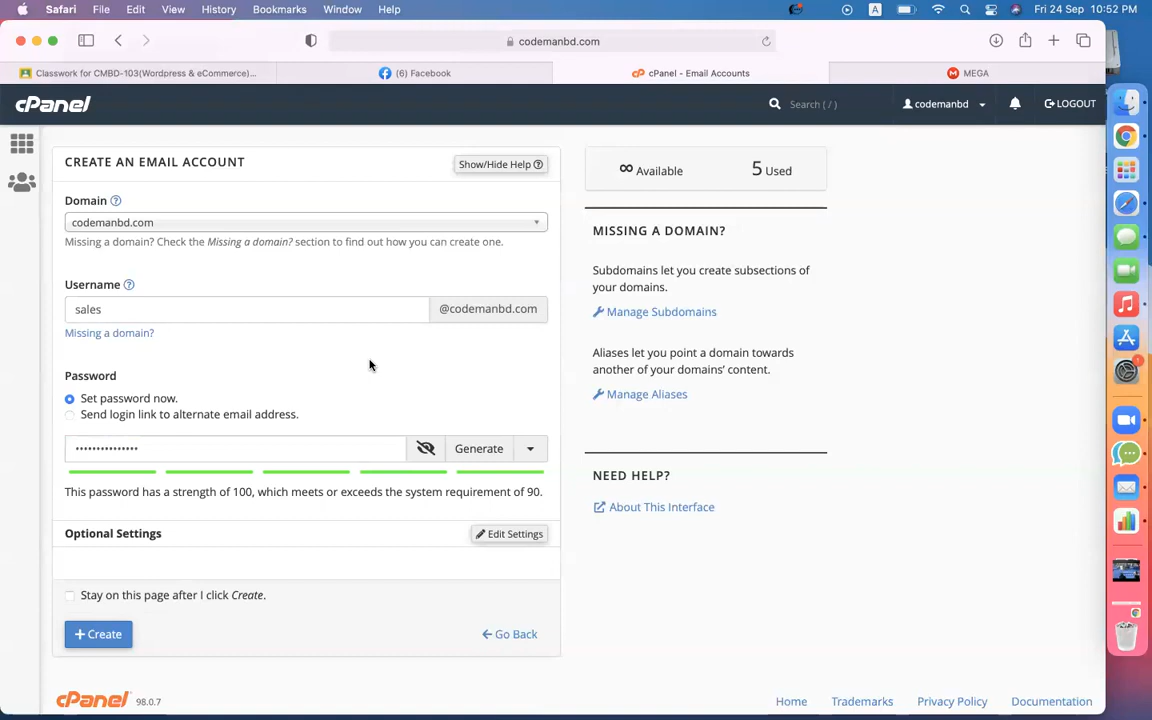 Safari File Edit View History Bookmarks Window Help A Fri 24 Sep 10:52 PM
codemanbd.com
Classwork for CMBD-103(Wordpress & eCommerce)... (6) Facebook cPanel - Email Accounts MEGA
cPanel Search ( / ) codemanbd LOGOUT
CREATE AN EMAIL ACCOUNT Show/Hide Help
Domain
codemanbd.com
Missing a domain? Check the Missing a domain? section to find out how you can create one.
Username
sales @codemanbd.com
Missing a domain?
Password
Set password now.
Send login link to alternate email address.
••••••••••••••• Generate
This password has a strength of 100, which meets or exceeds the system requirement of 90.
Optional Settings Edit Settings
Stay on this page after I click Create.
+ Create Go Back
∞ Available 5 Used
MISSING A DOMAIN?
Subdomains let you create subsections of
your domains.
Manage Subdomains
Aliases let you point a domain towards
another of your domains’ content.
Manage Aliases
NEED HELP?
About This Interface
cPanel 98.0.7 Home Trademarks Privacy Policy Documentation
1